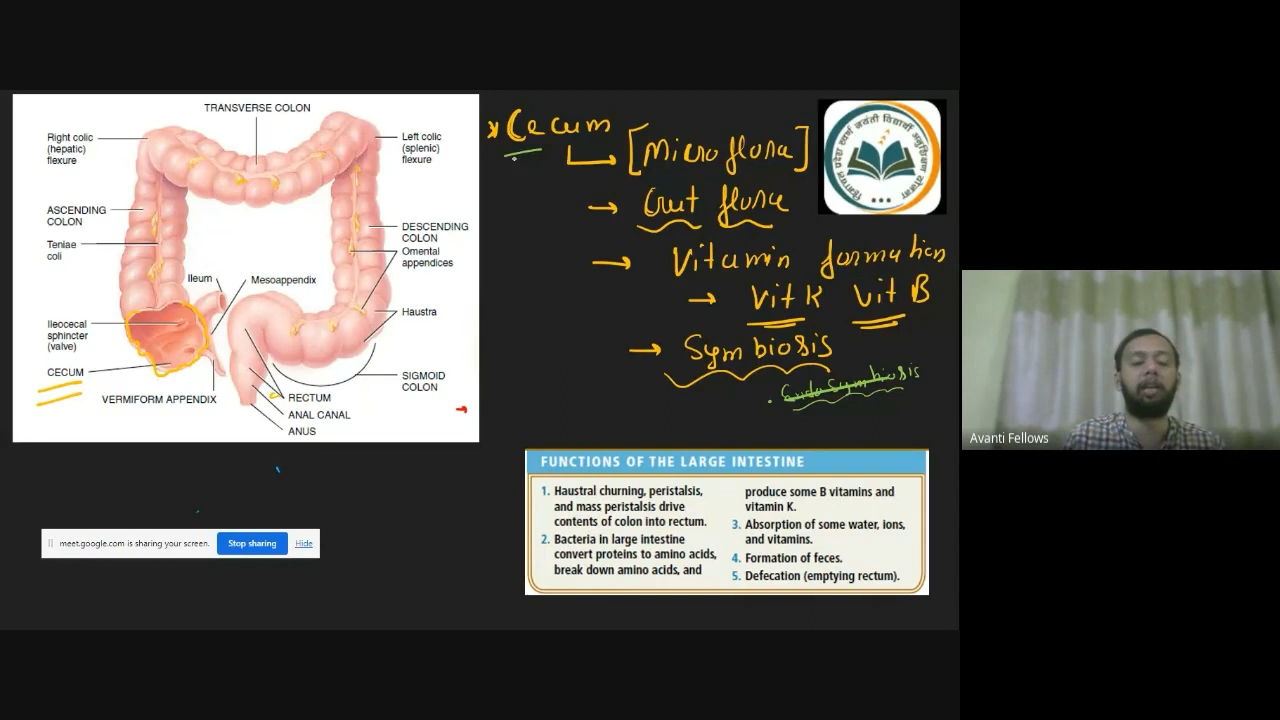 TRANSVERSE COLON
Right colic
(hepatic)
flexure
Left colic
(splenic)
flexure
ASCENDING
COLON
Teniae
coli
DESCENDING
COLON
Omental
appendices
Ileum
Mesoappendix
Haustra
Ileocecal
sphincter
(valve)
CECUM
VERMIFORM APPENDIX
SIGMOID
COLON
RECTUM
ANAL CANAL
ANUS
Cecum
[Microflora]
Gut flora
Vitamin formation
Vit K Vit B
Symbiosis
Endosymbiosis
meet.google.com is sharing your screen.
Stop sharing
Hide
FUNCTIONS OF THE LARGE INTESTINE
1. Haustral churning, peristalsis,
and mass peristalsis drive
contents of colon into rectum.
2. Bacteria in large intestine
convert proteins to amino acids,
break down amino acids, and
produce some B vitamins and
vitamin K.
3. Absorption of some water, ions,
and vitamins.
4. Formation of feces.
5. Defecation (emptying rectum).
Avanti Fellows